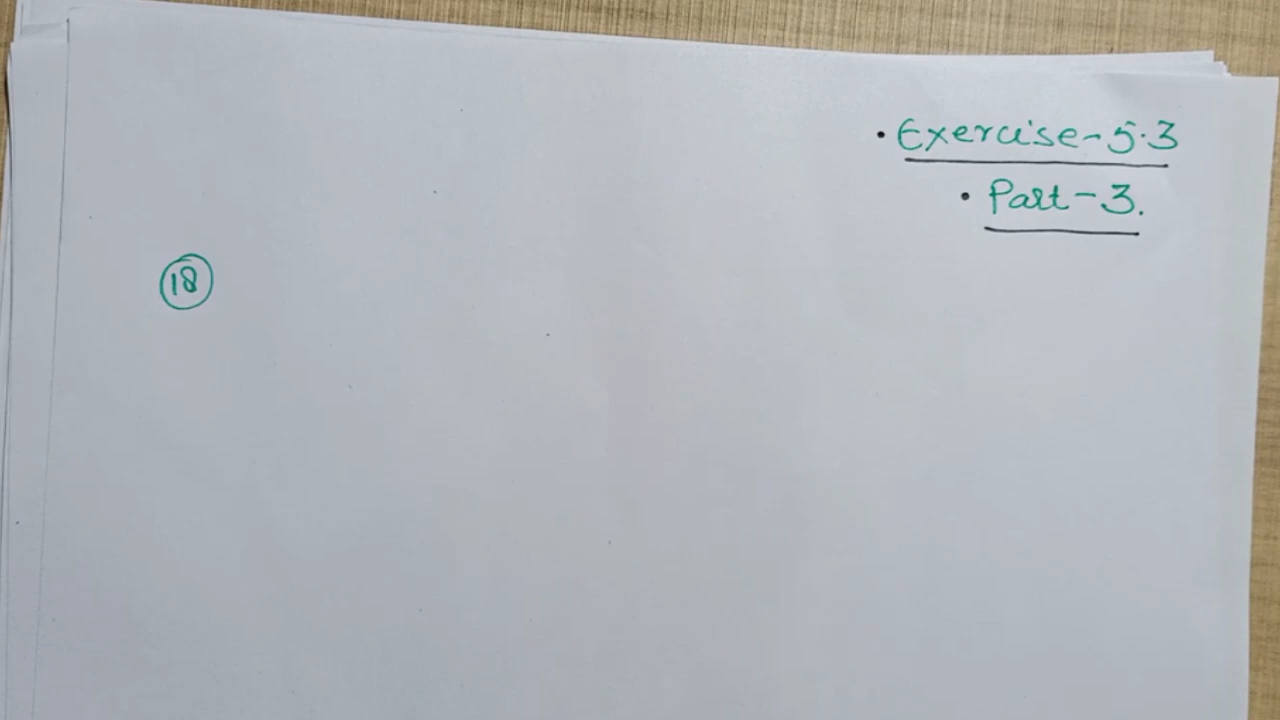 • Exercise-5.3
• Part-3.
18